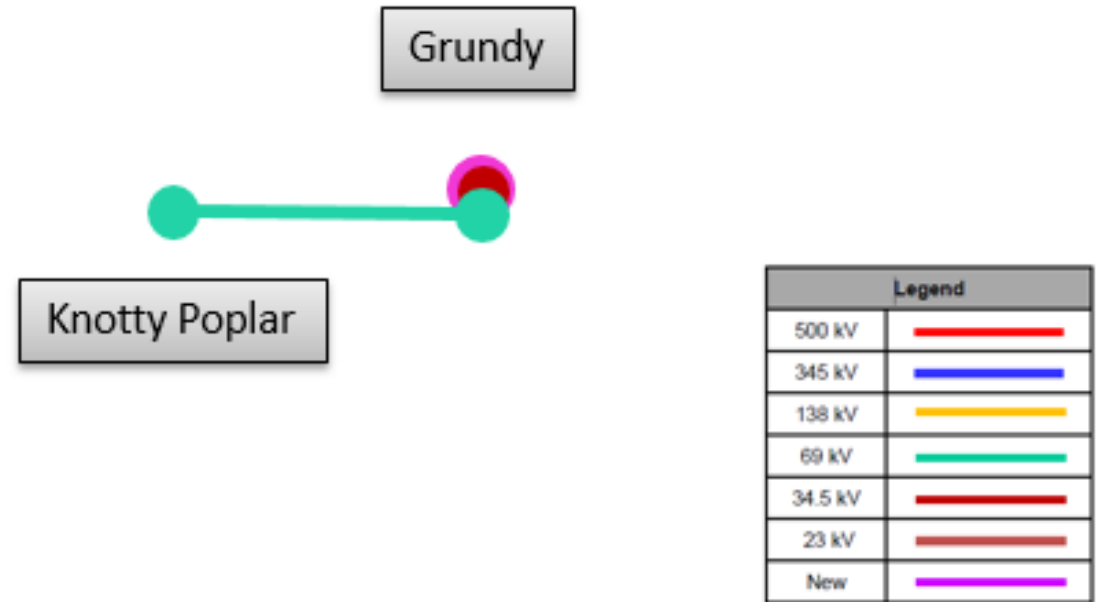 Grundy
Knotty Poplar
Legend
500 kV
345 kV
138 kV
69 kV
34.5 kV
23 kV
New